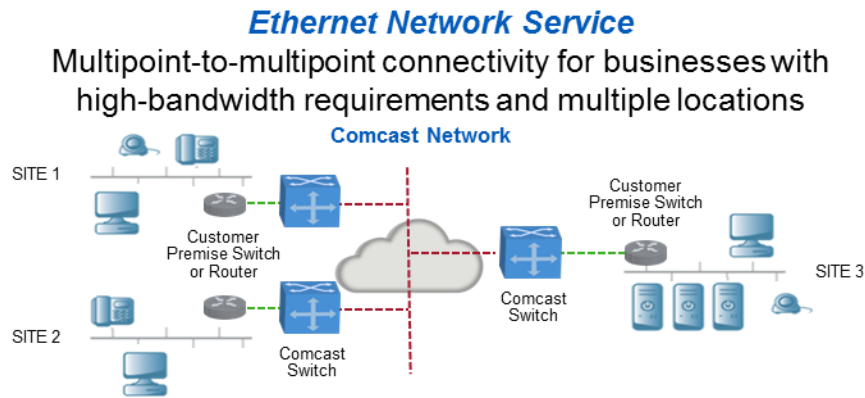 Ethernet Network Service
Multipoint-to-multipoint connectivity for businesses with
high-bandwidth requirements and multiple locations
Comcast Network
SITE 1
Customer
Premise Switch
or Router
SITE 2
Comcast
Switch
Comcast
Switch
Customer
Premise Switch
or Router
SITE 3